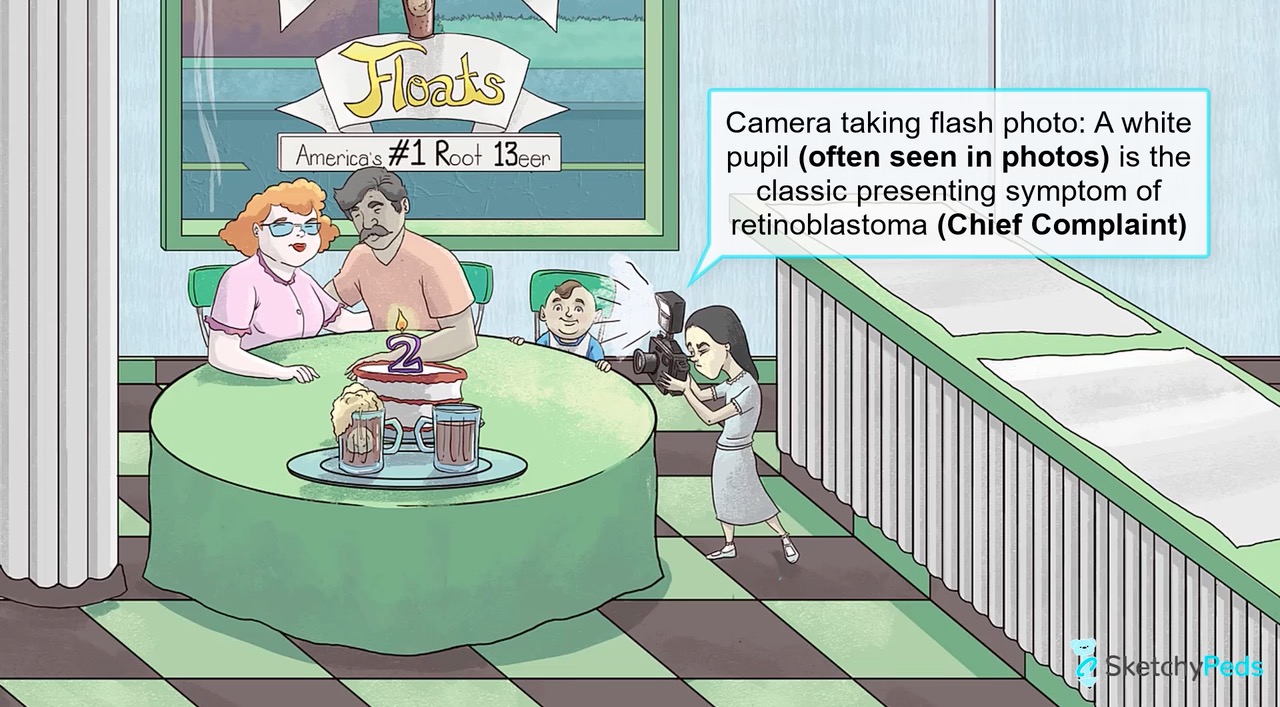 Floats
America's #1 Root 13eer
Camera taking flash photo: A white
pupil (often seen in photos) is the
classic presenting symptom of
retinoblastoma (Chief Complaint)
2
SketchyPeds